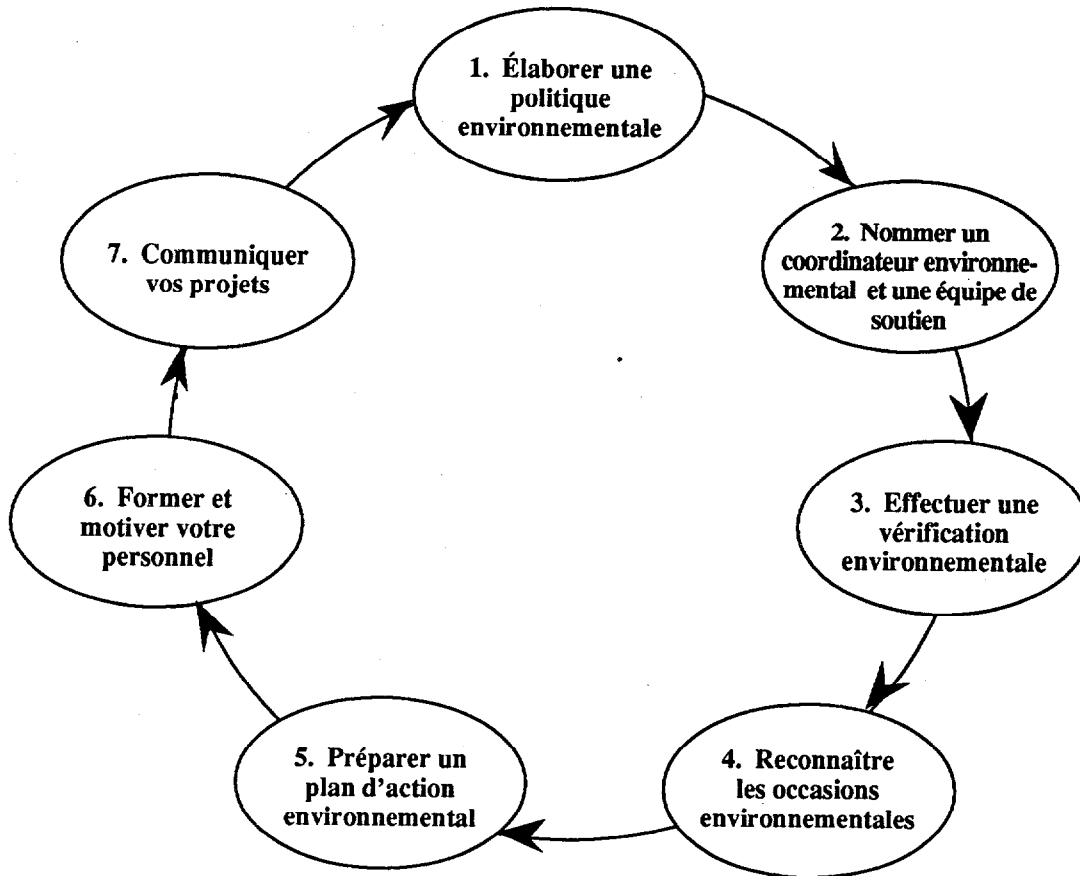 1. Élaborer une
politique
environnementale
2. Nommer un
coordinateur environne-
mental et une équipe de
soutien
3. Effectuer une
vérification
environnementale
4. Reconnaître
les occasions
environnementales
5. Préparer un
plan d'action
environnemental
6. Former et
motiver votre
personnel
7. Communiquer
vos projets